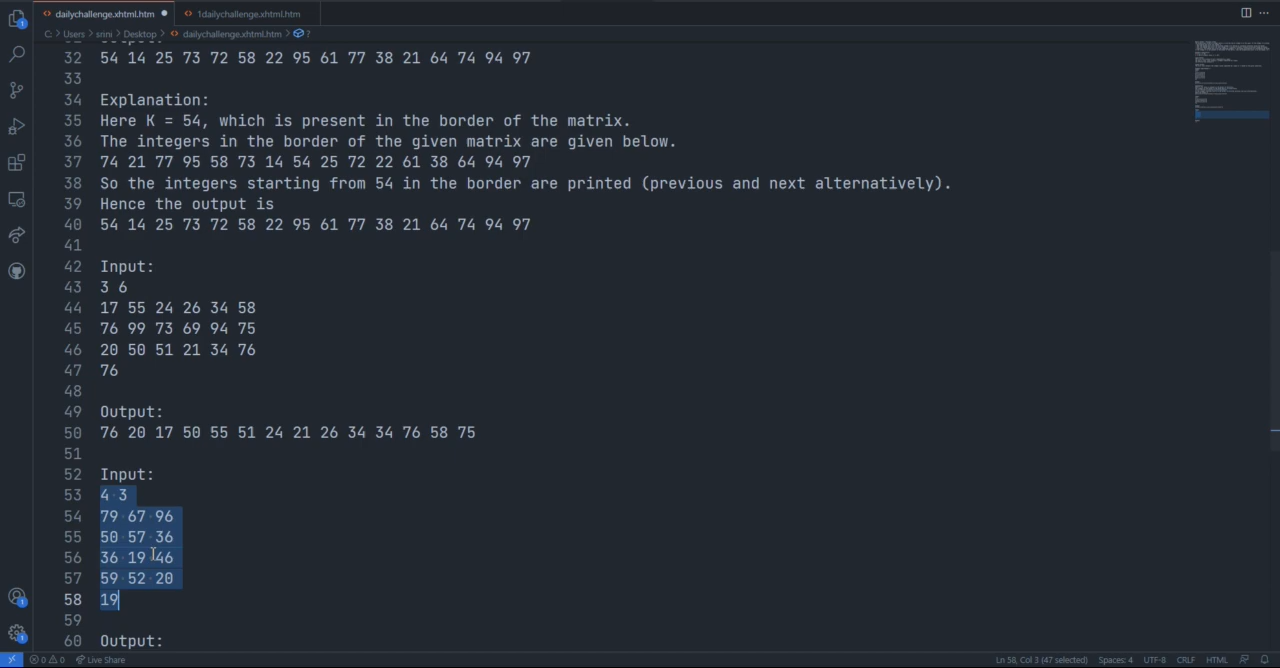 dailychallenge.xhtml.htm
1dailychallenge.xhtml.htm
C: > Users > srini > Desktop > dailychallenge.xhtml.htm > ?
32 54 14 25 73 72 58 22 95 61 77 38 21 64 74 94 97
33
34 Explanation:
35 Here K = 54, which is present in the border of the matrix.
36 The integers in the border of the given matrix are given below.
37 74 21 77 95 58 73 14 54 25 72 22 61 38 64 94 97
38 So the integers starting from 54 in the border are printed (previous and next alternatively).
39 Hence the output is
40 54 14 25 73 72 58 22 95 61 77 38 21 64 74 94 97
41
42 Input:
43 3 6
44 17 55 24 26 34 58
45 76 99 73 69 94 75
46 20 50 51 21 34 76
47 76
48
49 Output:
50 76 20 17 50 55 51 24 21 26 34 34 76 58 75
51
52 Input:
53 4 3
54 79 67 96
55 50 57 36
56 36 19 46
57 59 52 20
58 19
59
60 Output:
0 0 Live Share
Ln 58, Col 3 (47 selected) Spaces: 4 UTF-8 CRLF HTML